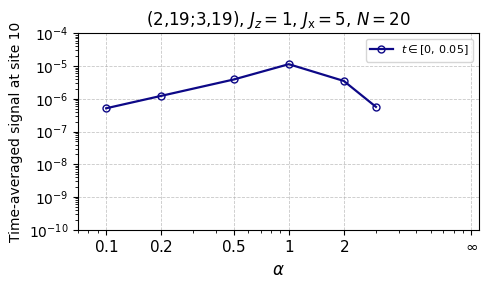 (2,19;3,19), $J_z = 1$, $J_x = 5$, $N = 20$
Time-averaged signal at site 10
$10^{-4}$
$10^{-5}$
$10^{-6}$
$10^{-7}$
$10^{-8}$
$10^{-9}$
$10^{-10}$
$t \in [0, 0.05]$
0.1 0.2 0.5 1 2 ∞
α